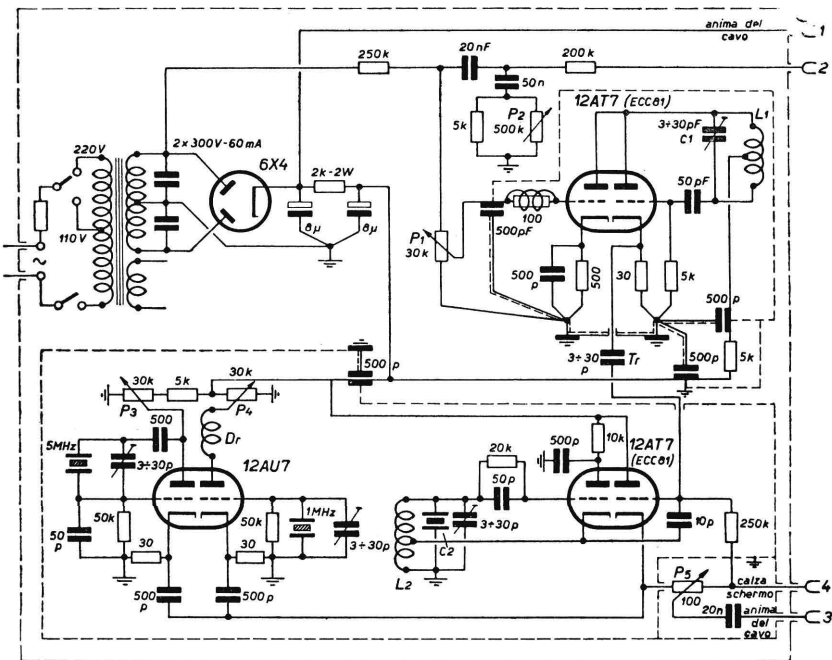 anima del
cavo
1
250k
20nF
200k
2
50n
12AT7 (ECC81)
L1
P2
500k
5k
3÷30pF
C1
220V
2x300V-60mA
6X4
2k-2W
50pF
100
500pF
110V
8μ
8μ
P1
30k
500
p
500
30
5k
500
p
~
3÷30
p
Tr
500p
5k
500
p
30k
5k
30k
P3
P4
500
Dr
10k
12AT7
(ECC81)
5MHz
3÷30p
12AU7
20k
500p
50p
1MHz
50k
50
p
30
50k
30
3÷30p
C2
3÷30p
L2
10p
250k
500
p
500p
P5
100
calza
schermo
4
20n
anima
del
cavo
3